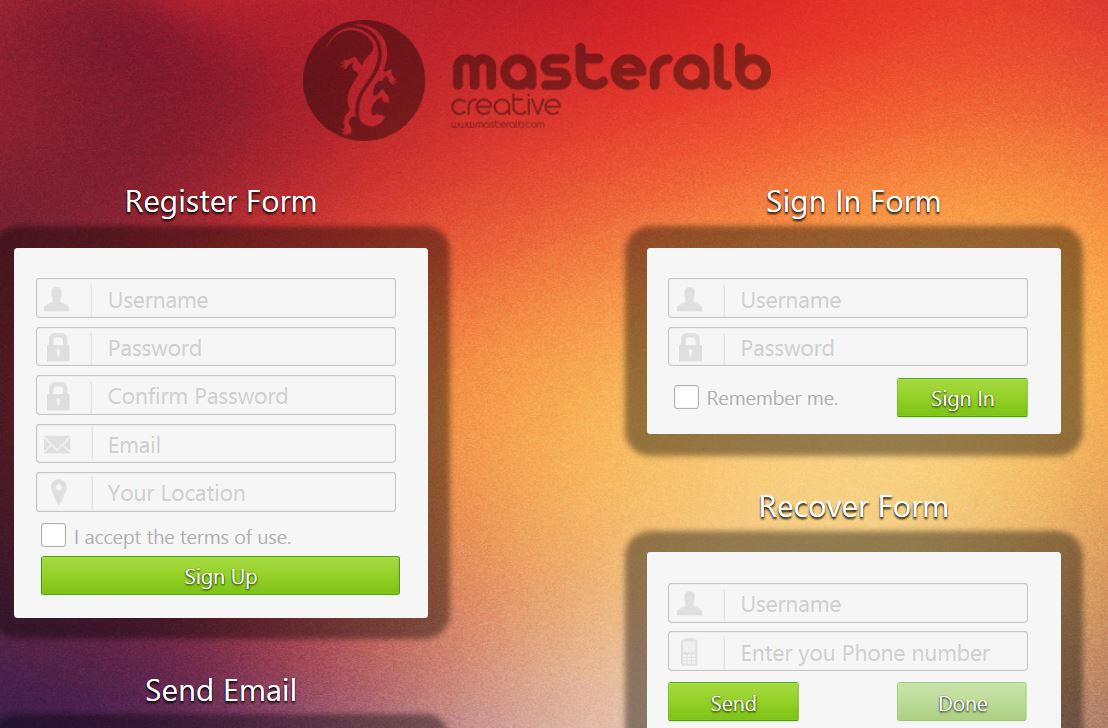 masteralb
creative
www.masteralb.com
Register Form
Username
Password
Confirm Password
Email
Your Location
I accept the terms of use.
Sign Up
Send Email
Sign In Form
Username
Password
Remember me.
Sign In
Recover Form
Username
Enter you Phone number
Send
Done